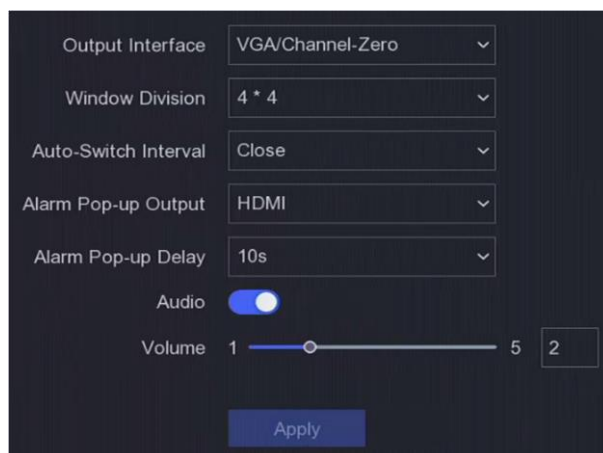 Output Interface VGA/Channel-Zero
Window Division 4 * 4
Auto-Switch Interval Close
Alarm Pop-up Output HDMI
Alarm Pop-up Delay 10s
Audio
Volume 1 5 2
Apply